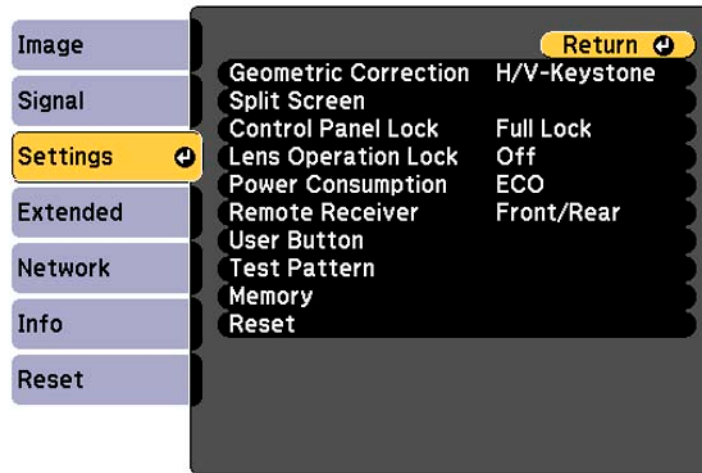 Image
Signal
Settings
Extended
Network
Info
Reset
Return
Geometric Correction H/V-Keystone
Split Screen
Control Panel Lock Full Lock
Lens Operation Lock Off
Power Consumption ECO
Remote Receiver Front/Rear
User Button
Test Pattern
Memory
Reset